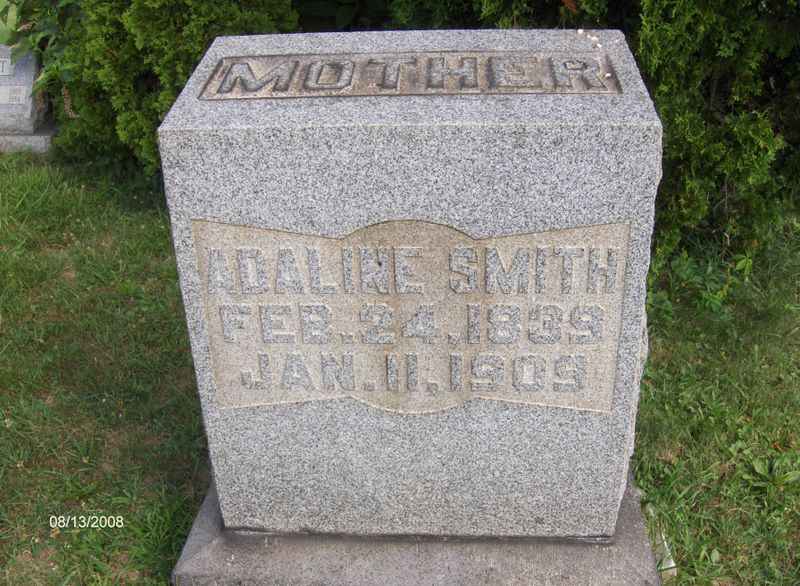 MOTHER
ADALINE SMITH
FEB. 24, 1839
JAN. 11, 1909
08/13/2008